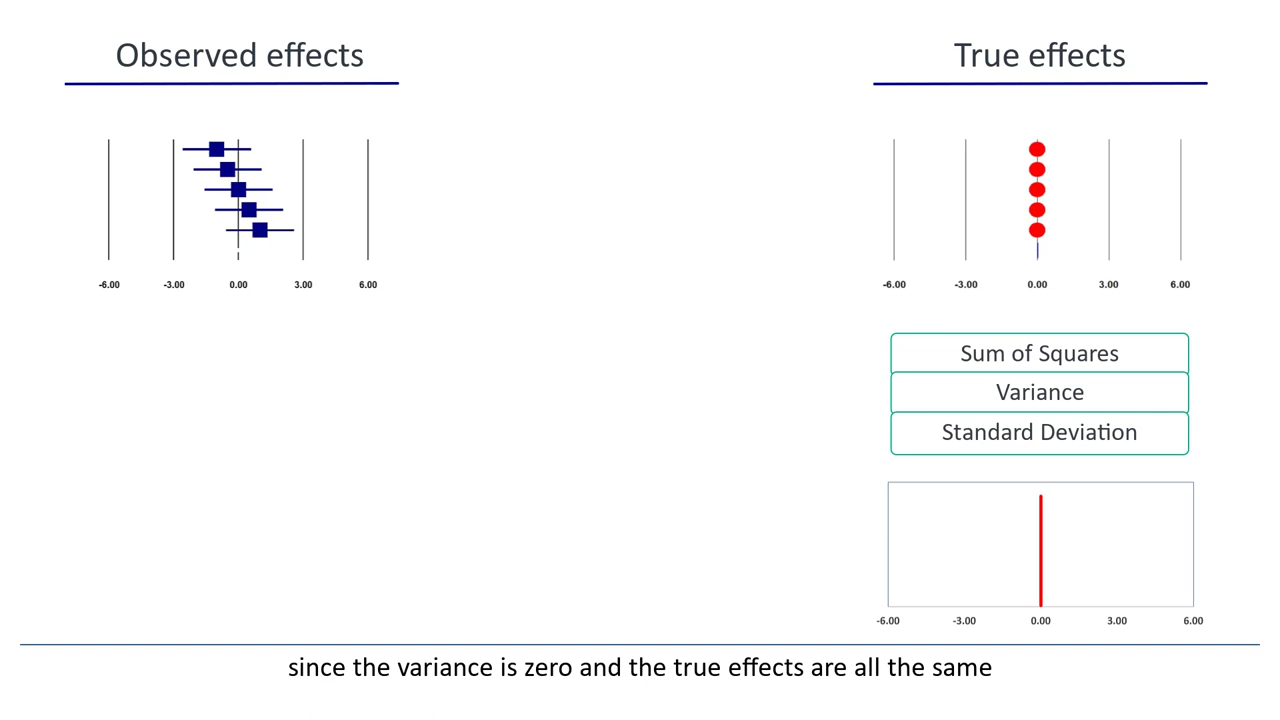 Observed effects
True effects
-6.00 -3.00 0.00 3.00 6.00
-6.00 -3.00 0.00 3.00 6.00
Sum of Squares
Variance
Standard Deviation
-6.00 -3.00 0.00 3.00 6.00
since the variance is zero and the true effects are all the same